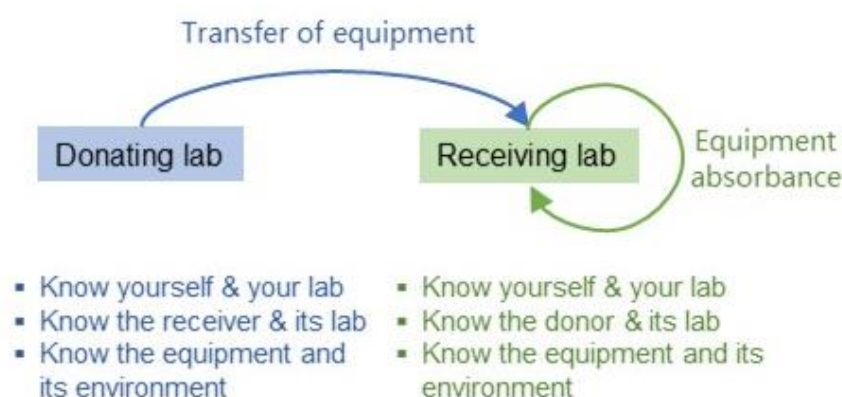 Transfer of equipment
Donating lab
Receiving lab
Equipment
absorbance
▪ Know yourself & your lab
▪ Know the receiver & its lab
▪ Know the equipment and
its environment
▪ Know yourself & your lab
▪ Know the donor & its lab
▪ Know the equipment and its
environment